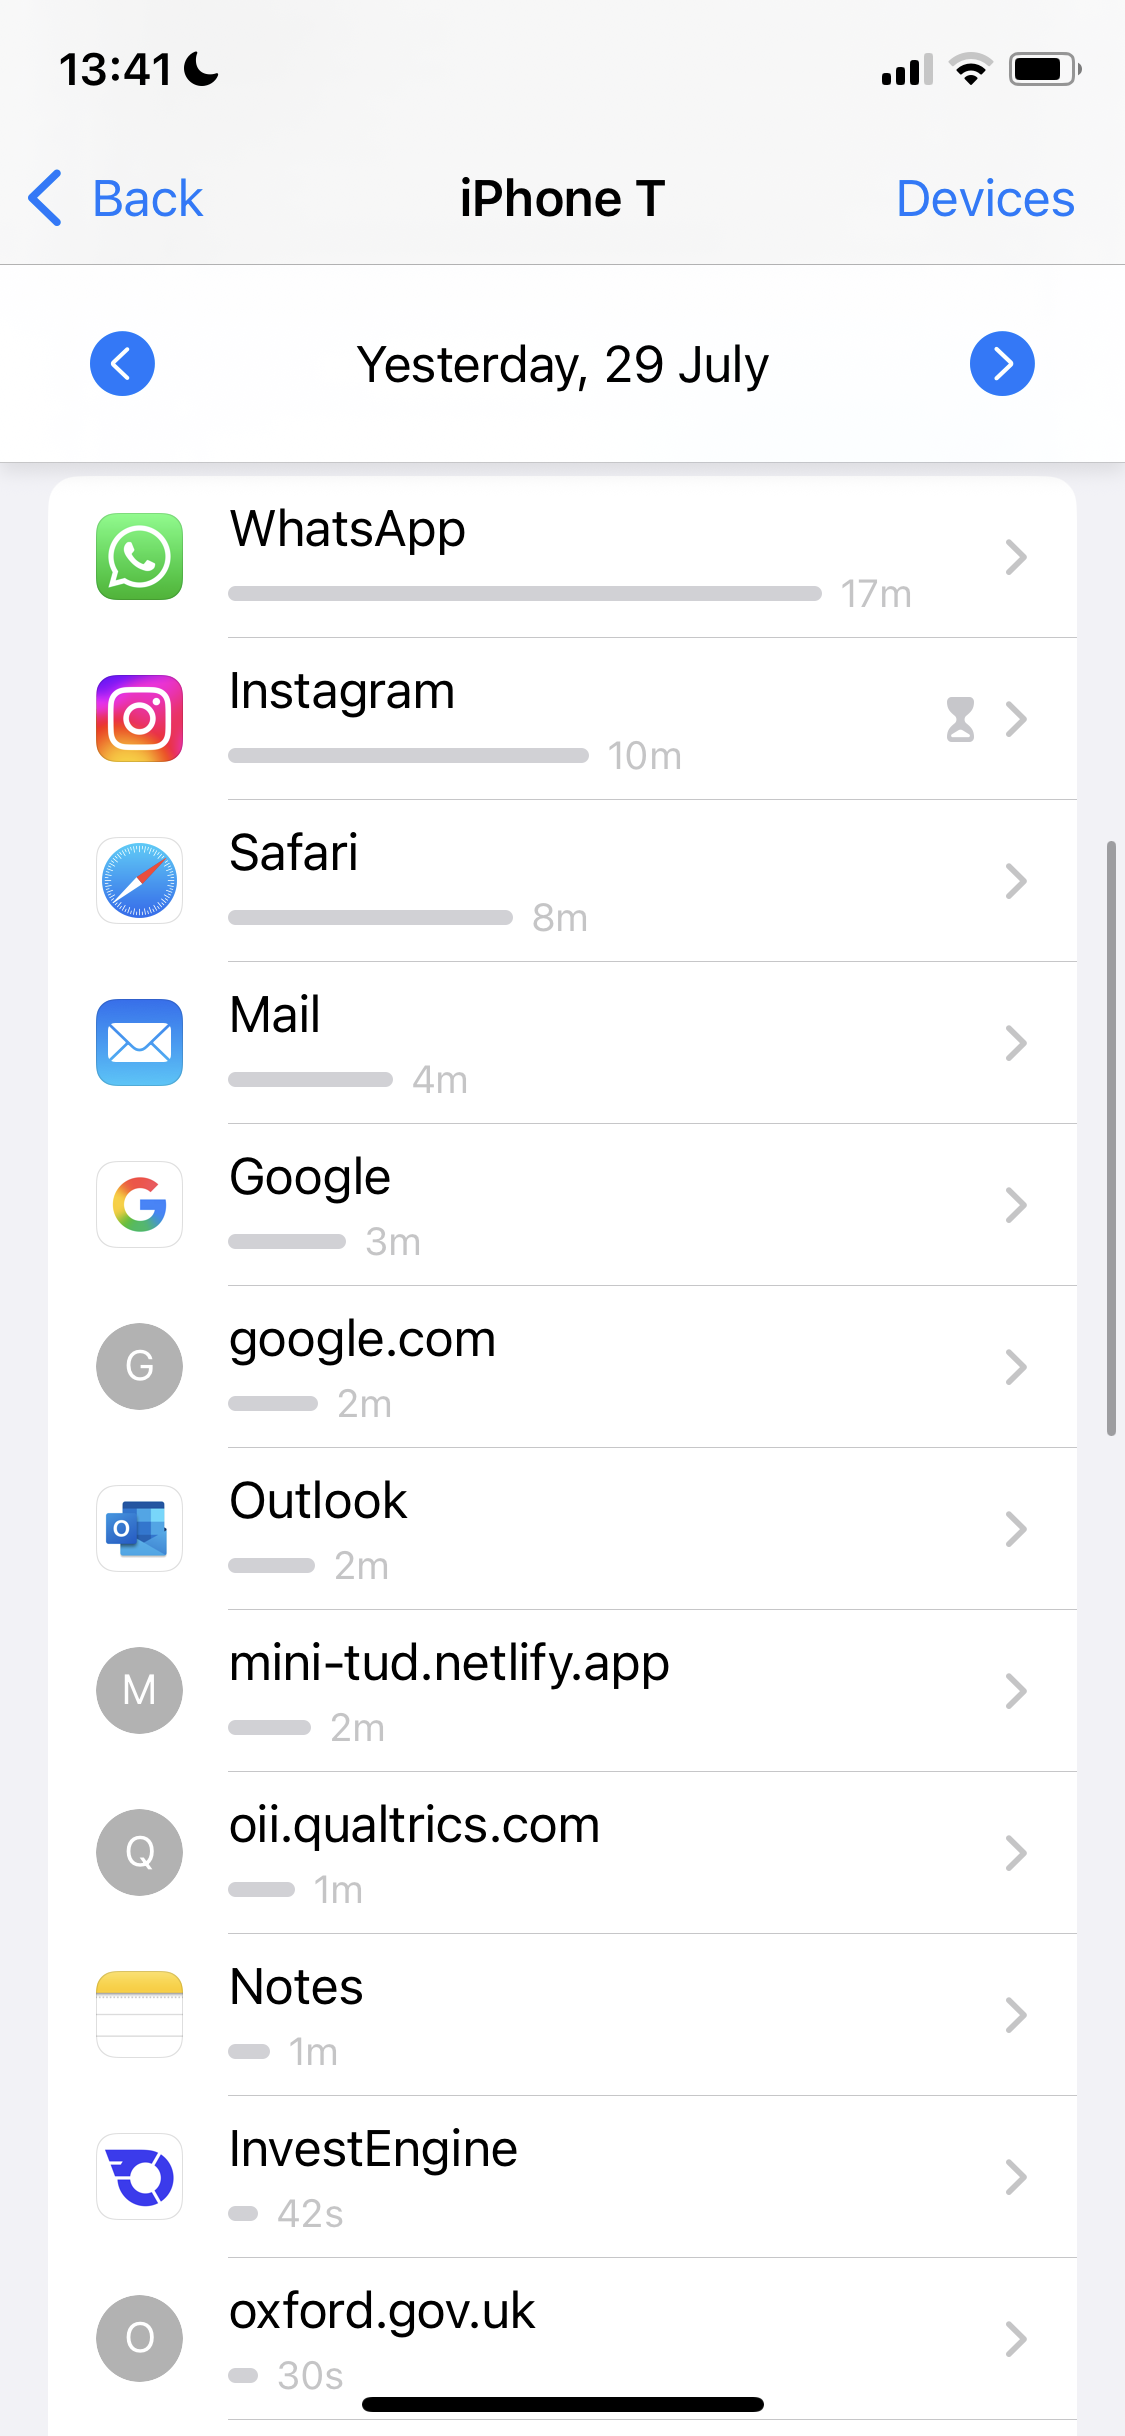 13:41
Back
iPhone T
Devices
Yesterday, 29 July
WhatsApp
17m
Instagram
10m
Safari
8m
Mail
4m
Google
3m
G
google.com
2m
O
Outlook
2m
M
mini-tud.netlify.app
2m
Q
oii.qualtrics.com
1m
Notes
1m
InvestEngine
42s
O
oxford.gov.uk
30s